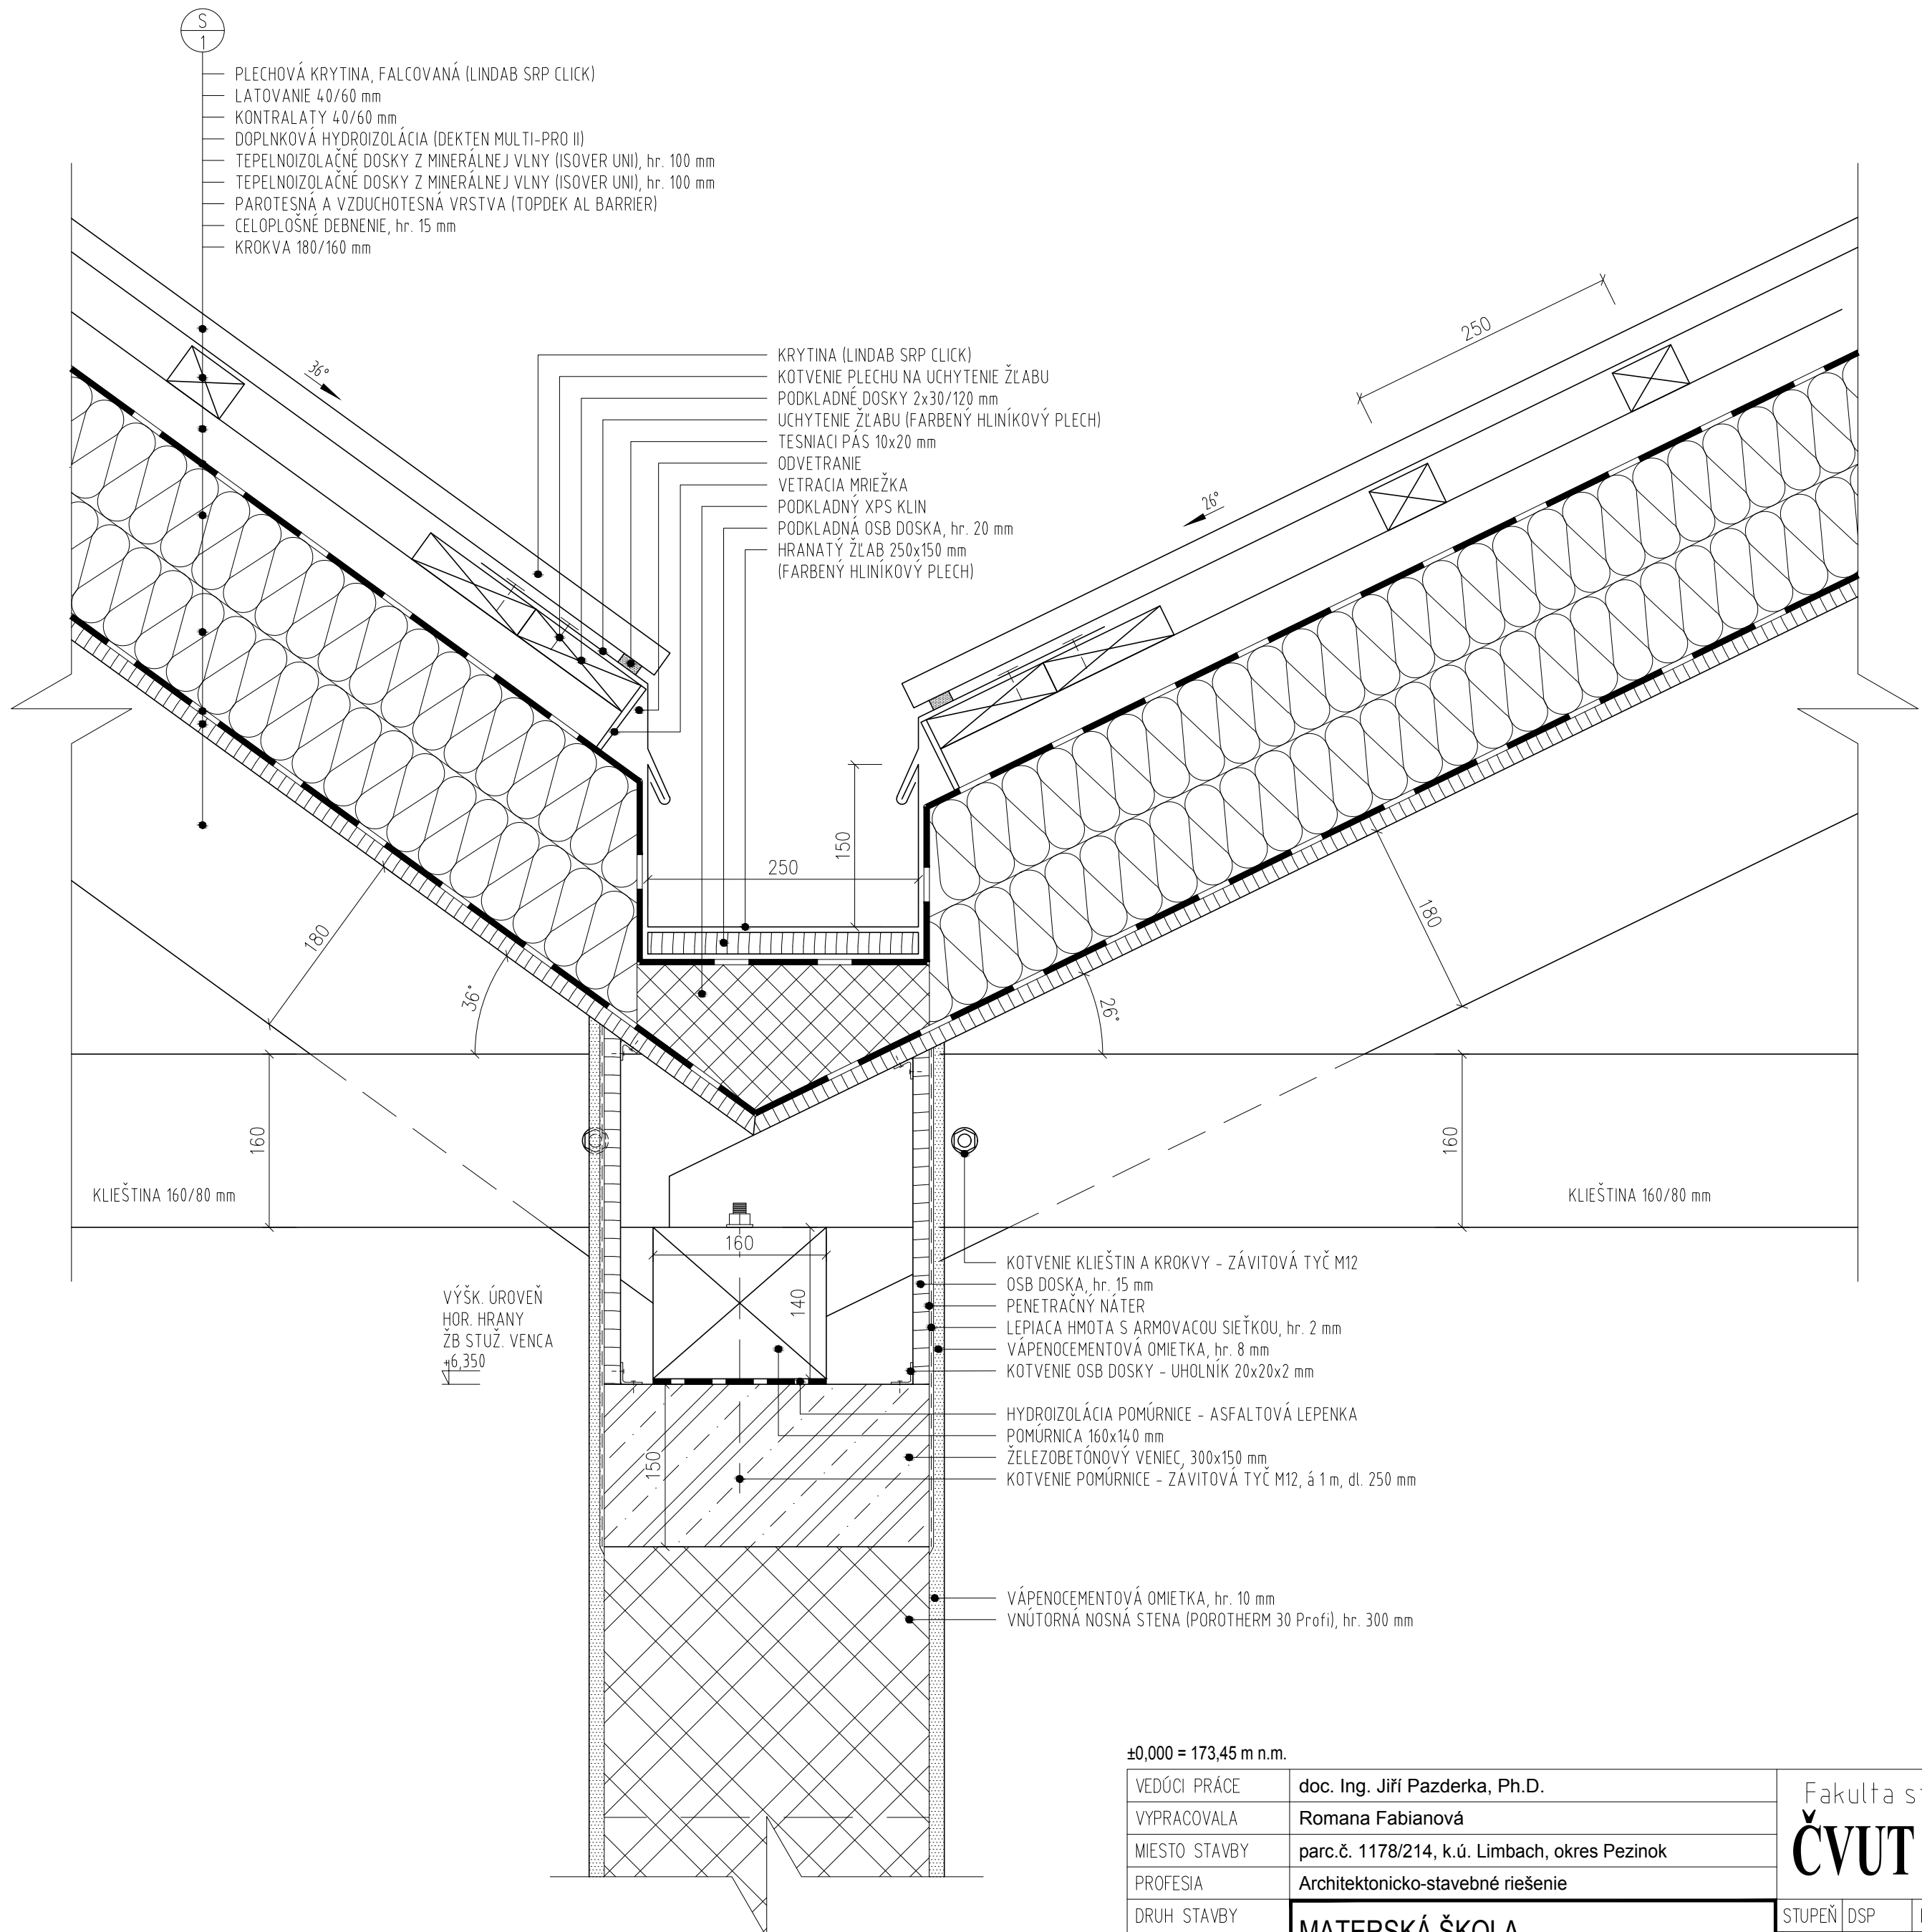 S
1
PLECHOVÁ KRYTINA, FALCOVANÁ (LINDAB SRP CLICK)
LATOVANIE 40/60 mm
KONTRALATY 40/60 mm
DOPLNKOVÁ HYDROIZOLÁCIA (DEKTEN MULTI-PRO II)
TEPELNOIZOLAČNÉ DOSKY Z MINERÁLNEJ VLNY (ISOVER UNI), hr. 100 mm
TEPELNOIZOLAČNÉ DOSKY Z MINERÁLNEJ VLNY (ISOVER UNI), hr. 100 mm
PAROTESNÁ A VZDUCHOTESNÁ VRSTVA (TOPDEK AL BARRIER)
CELOPLOŠNÉ DEBNENIE, hr. 15 mm
KROKVA 180/160 mm
250
36°
KRYTINA (LINDAB SRP CLICK)
KOTVENIE PLECHU NA UCHYTENIE ŽĽABU
PODKLADNÉ DOSKY 2x30/120 mm
UCHYTENIE ŽĽABU (FARBENÝ HLINÍKOVÝ PLECH)
TESNIACI PÁS 10x20 mm
ODVETRANIE
VETRACIA MRIEŽKA
PODKLADNÝ XPS KLIN
PODKLADNÁ OSB DOSKA, hr. 20 mm
HRANATÝ ŽĽAB 250x150 mm
(FARBENÝ HLINÍKOVÝ PLECH)
26°
150
250
180
180
36°
26°
160
160
KLIEŠTINA 160/80 mm
KLIEŠTINA 160/80 mm
160
140
KOTVENIE KLIEŠTIN A KROKVY - ZÁVITOVÁ TYČ M12
OSB DOSKA, hr. 15 mm
PENETRAČNÝ NÁTER
LEPIACA HMOTA S ARMOVACOU SIEŤKOU, hr. 2 mm
VÁPENOCEMENTOVÁ OMIETKA, hr. 8 mm
KOTVENIE OSB DOSKY - UHOLNÍK 20x20x2 mm
VÝŠK. ÚROVEŇ
HOR. HRANY
ŽB STUŽ. VENCA
+6,350
HYDROIZOLÁCIA POMÚRNICE - ASFALTOVÁ LEPENKA
POMÚRNICA 160x140 mm
ŽELEZOBETÓNOVÝ VENIEC, 300x150 mm
KOTVENIE POMÚRNICE - ZÁVITOVÁ TYČ M12, á 1 m, dl. 250 mm
150
VÁPENOCEMENTOVÁ OMIETKA, hr. 10 mm
VNÚTORNÁ NOSNÁ STENA (POROTHERM 30 Profi), hr. 300 mm
±0,000 = 173,45 m n.m.
VEDÚCI PRÁCE doc. Ing. Jiří Pazderka, Ph.D.
VYPRACOVALA Romana Fabianová
MIESTO STAVBY parc.č. 1178/214, k.ú. Limbach, okres Pezinok
PROFESIA Architektonicko-stavebné riešenie
DRUH STAVBY MATERSKÁ ŠKOLA
Fakulta
ČVUT
STUPEŇ DSP